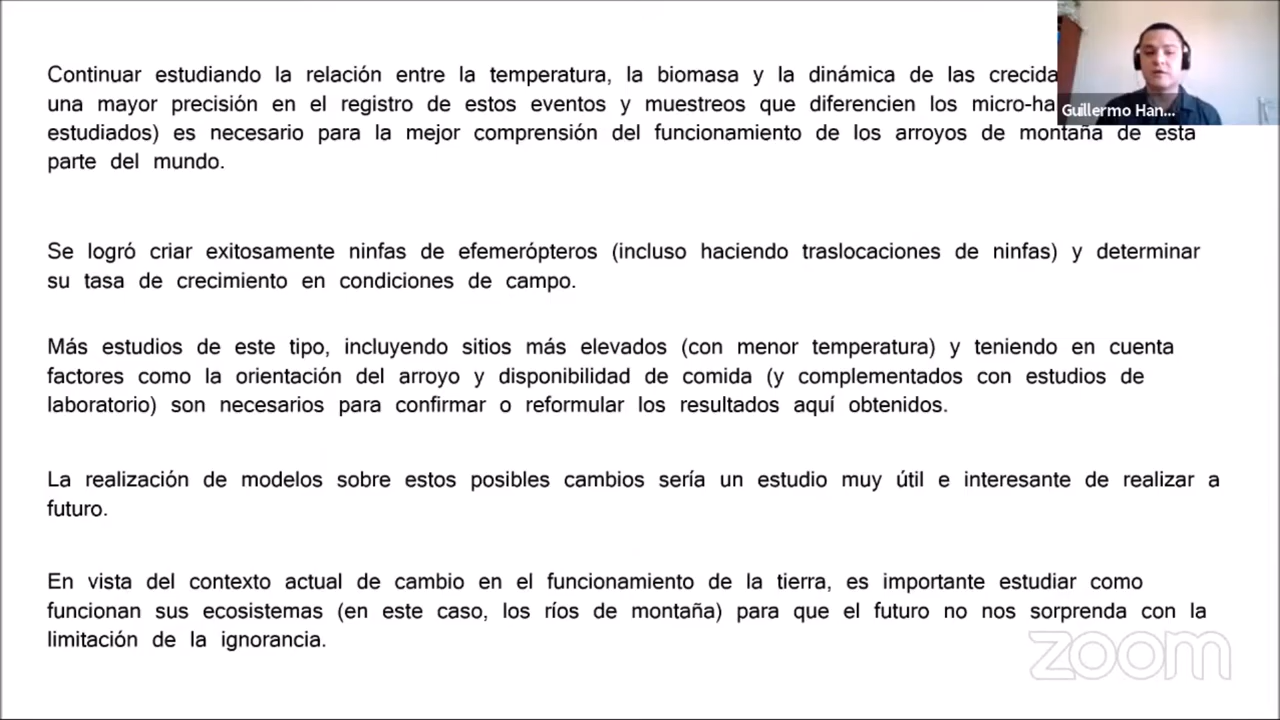 Continuar estudiando la relación entre la temperatura, la biomasa y la dinámica de las crecida
una mayor precisión en el registro de estos eventos y muestreos que diferencien los micro-ha
estudiados) es necesario para la mejor comprensión del funcionamiento de los arroyos de montaña de esta
parte del mundo.
Guillermo Han...
Se logró criar exitosamente ninfas de efemerópteros (incluso haciendo traslocaciones de ninfas) y determinar
su tasa de crecimiento en condiciones de campo.
Más estudios de este tipo, incluyendo sitios más elevados (con menor temperatura) y teniendo en cuenta
factores como la orientación del arroyo y disponibilidad de comida (y complementados con estudios de
laboratorio) son necesarios para confirmar o reformular los resultados aquí obtenidos.
La realización de modelos sobre estos posibles cambios sería un estudio muy útil e interesante de realizar a
futuro.
En vista del contexto actual de cambio en el funcionamiento de la tierra, es importante estudiar como
funcionan sus ecosistemas (en este caso, los ríos de montaña) para que el futuro no nos sorprenda con la
limitación de la ignorancia.
zoom